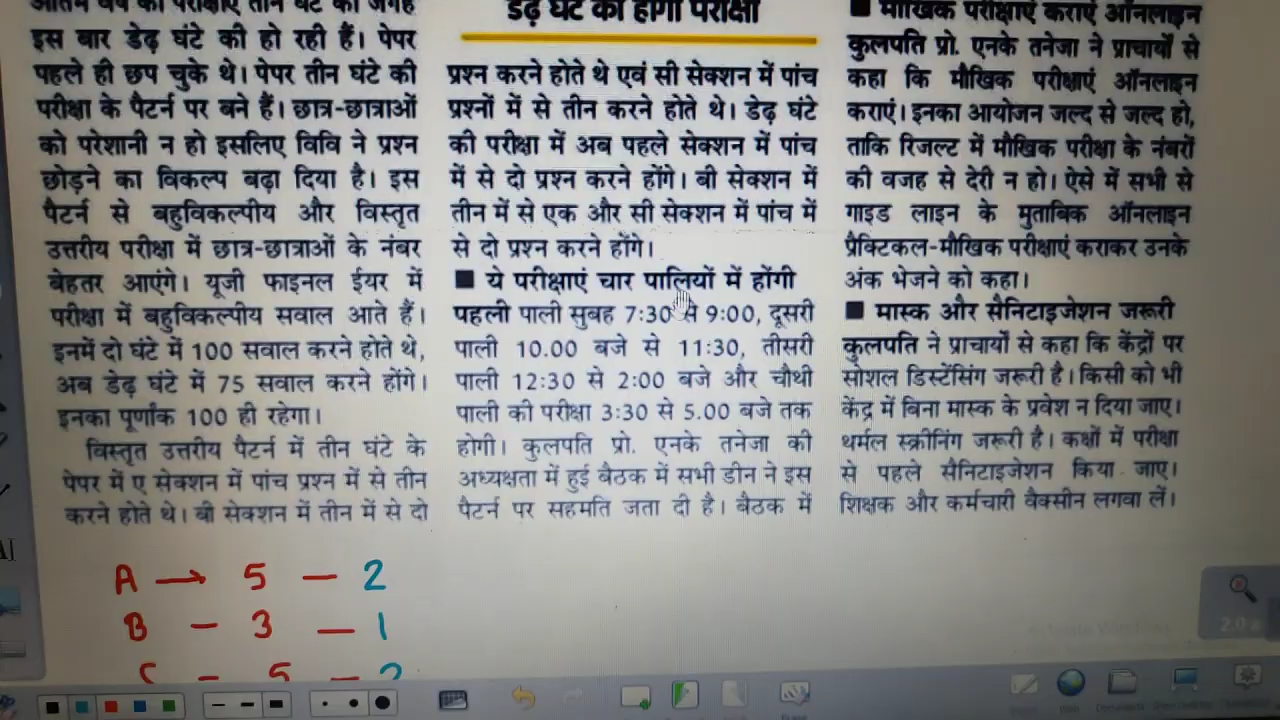 अंतिम वर्ष की परीक्षाएं तीन घंटे की जगह
इस बार डेढ़ घंटे की हो रही हैं। पेपर
पहले ही छप चुके थे। पेपर तीन घंटे की
परीक्षा के पैटर्न पर बने हैं। छात्र-छात्राओं
को परेशानी न हो इसलिए विवि ने प्रश्न
छोड़ने का विकल्प बढ़ा दिया है। इस
पैटर्न से बहुविकल्पीय और विस्तृत
उत्तरीय परीक्षा में छात्र-छात्राओं के नंबर
बेहतर आएंगे। यूजी फाइनल ईयर में
परीक्षा में बहुविकल्पीय सवाल आते हैं।
इनमें दो घंटे में 100 सवाल करने होते थे,
अब डेढ़ घंटे में 75 सवाल करने होंगे।
इनका पूर्णांक 100 ही रहेगा।
विस्तृत उत्तरीय पैटर्न में तीन घंटे के
पेपर में ए सेक्शन में पांच प्रश्न में से तीन
करने होते थे। बी सेक्शन में तीन में से दो
डेढ़ घंटे की होगी परीक्षा
प्रश्न करने होते थे एवं सी सेक्शन में पांच
प्रश्नों में से तीन करने होते थे। डेढ़ घंटे
की परीक्षा में अब पहले सेक्शन में पांच
में से दो प्रश्न करने होंगे। बी सेक्शन में
तीन में से एक और सी सेक्शन में पांच में
से दो प्रश्न करने होंगे।
■ ये परीक्षाएं चार पालियों में होंगी
पहली पाली सुबह 7:30 से 9:00, दूसरी
पाली 10.00 बजे से 11:30, तीसरी
पाली 12:30 से 2:00 बजे और चौथी
पाली की परीक्षा 3:30 से 5.00 बजे तक
होगी। कुलपति प्रो. एनके तनेजा की
अध्यक्षता में हुई बैठक में सभी डीन ने इस
पैटर्न पर सहमति जता दी है। बैठक में
■ मौखिक परीक्षाएं कराएं ऑनलाइन
कुलपति प्रो. एनके तनेजा ने प्राचार्यों से
कहा कि मौखिक परीक्षाएं ऑनलाइन
कराएं। इनका आयोजन जल्द से जल्द हो,
ताकि रिजल्ट में मौखिक परीक्षा के नंबरों
की वजह से देरी न हो। ऐसे में सभी से
गाइड लाइन के मुताबिक ऑनलाइन
प्रैक्टिकल-मौखिक परीक्षाएं कराकर उनके
अंक भेजने को कहा।
■ मास्क और सैनिटाइजेशन जरूरी
कुलपति ने प्राचार्यों से कहा कि केंद्रों पर
सोशल डिस्टेंसिंग जरूरी है। किसी को भी
केंद्र में बिना मास्क के प्रवेश न दिया जाए।
थर्मल स्क्रीनिंग जरूरी है। कक्षों में परीक्षा
से पहले सैनिटाइजेशन किया जाए।
शिक्षक और कर्मचारी वैक्सीन लगवा लें।
A → 5 — 2
B — 3 — 1
C — 5 — 2